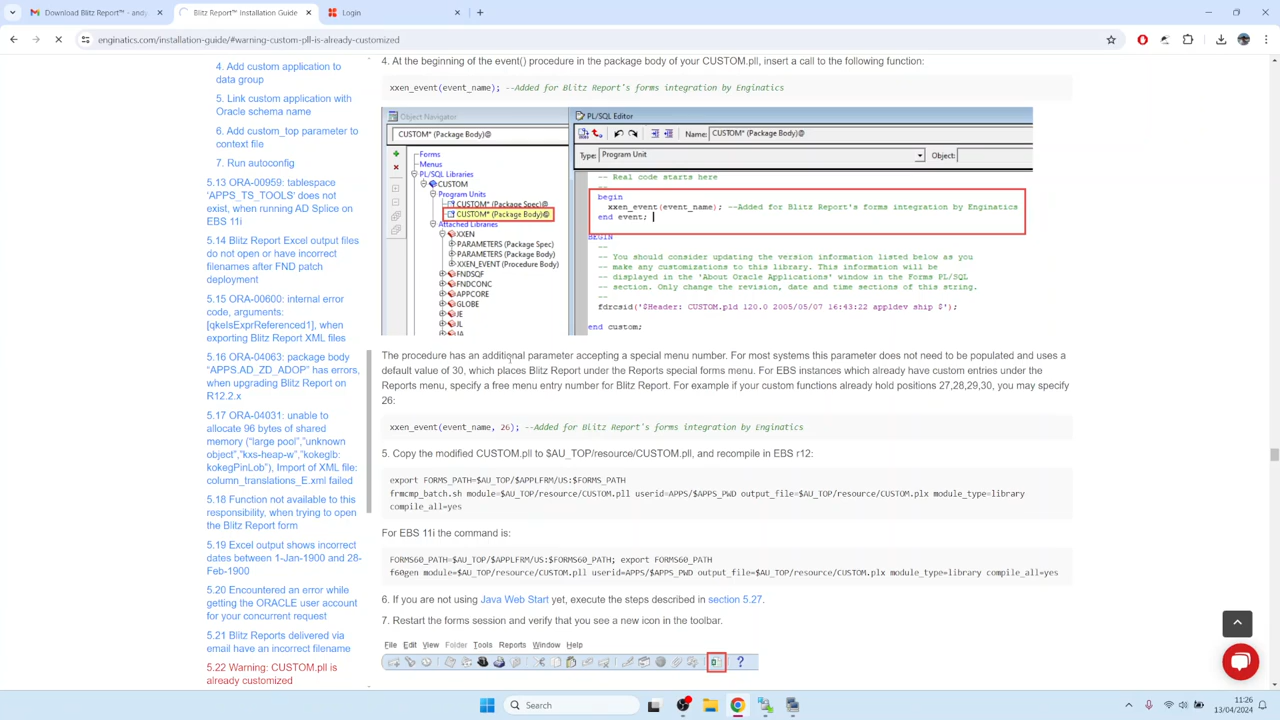 Download Blitz Report™ - andy
Blitz Report™ Installation Guide
Login
enginatics.com/installation-guide/#warning-custom-pll-is-already-customized
4. Add custom application to
data group
5. Link custom application with
Oracle schema name
6. Add custom_top parameter to
context file
7. Run autoconfig
5.13 ORA-00959: tablespace
'APPS_TS_TOOLS' does not
exist, when running AD Splice on
EBS 11i
5.14 Blitz Report Excel output files
do not open or have incorrect
filenames after FND patch
deployment
5.15 ORA-00600: internal error
code, arguments:
[qkeIsExprReferenced1], when
exporting Blitz Report XML files
5.16 ORA-04063: package body
“APPS.AD_ZD_ADOP” has errors,
when upgrading Blitz Report on
R12.2.x
5.17 ORA-04031: unable to
allocate 96 bytes of shared
memory (“large pool”,”unknown
object”,”kxs-heap-w”,”kokeglb:
kokegPinLob”), Import of XML file:
column_translations_E.xml failed
5.18 Function not available to this
responsibility, when trying to open
the Blitz Report form
5.19 Excel output shows incorrect
dates between 1-Jan-1900 and 28-
Feb-1900
5.20 Encountered an error while
getting the ORACLE user account
for your concurrent request
5.21 Blitz Reports delivered via
email have an incorrect filename
5.22 Warning: CUSTOM.pll is
already customized
4. At the beginning of the event() procedure in the package body of your CUSTOM.pll, insert a call to the following function:
xxen_event(event_name); --Added for Blitz Report's forms integration by Enginatics
Object Navigator
CUSTOM* (Package Body)@
Forms
Menus
PL/SQL Libraries
CUSTOM
Program Units
CUSTOM* (Package Spec)@
CUSTOM* (Package Body)@
Attached Libraries
XXEN
PARAMETERS (Package Spec)
PARAMETERS (Package Body)
XXEN_EVENT (Procedure Body)
FNDSQF
FNDCONC
APPCORE
GLOBE
JE
JL
JA
PL/SQL Editor
Name: CUSTOM* (Package Body)@
Type: Program Unit Object:
-- Real code starts here
--
begin
xxen_event(event_name); --Added for Blitz Report's forms integration by Enginatics
end event;
BEGIN
--
-- You should consider updating the version information listed below as you
-- make any customizations to this library. This information will be
-- displayed in the 'About Oracle Applications' window in the Forms PL/SQL
-- section. Only change the revision, date and time sections of this string.
--
fdrcsid('$Header: CUSTOM.pld 120.0 2005/05/07 16:43:22 appldev ship $');
end custom;
The procedure has an additional parameter accepting a special menu number. For most systems this parameter does not need to be populated and uses a
default value of 30, which places Blitz Report under the Reports special forms menu. For EBS instances which already have custom entries under the
Reports menu, specify a free menu entry number for Blitz Report. For example if your custom functions already hold positions 27,28,29,30, you may specify
26:
xxen_event(event_name, 26); --Added for Blitz Report's forms integration by Enginatics
5. Copy the modified CUSTOM.pll to $AU_TOP/resource/CUSTOM.pll, and recompile in EBS r12:
export FORMS_PATH=$AU_TOP/$APPLFRM/US:$FORMS_PATH
frmcmp_batch.sh module=$AU_TOP/resource/CUSTOM.pll userid=APPS/$APPS_PWD output_file=$AU_TOP/resource/CUSTOM.plx module_type=library
compile_all=yes
For EBS 11i the command is:
FORMS60_PATH=$AU_TOP/$APPLFRM/US:$FORMS60_PATH; export FORMS60_PATH
f60gen module=$AU_TOP/resource/CUSTOM.pll userid=APPS/$APPS_PWD output_file=$AU_TOP/resource/CUSTOM.plx module_type=library compile_all=yes
6. If you are not using Java Web Start yet, execute the steps described in section 5.27.
7. Restart the forms session and verify that you see a new icon in the toolbar.
File Edit View Folder Tools Reports Window Help
Search
11:26
13/04/2024